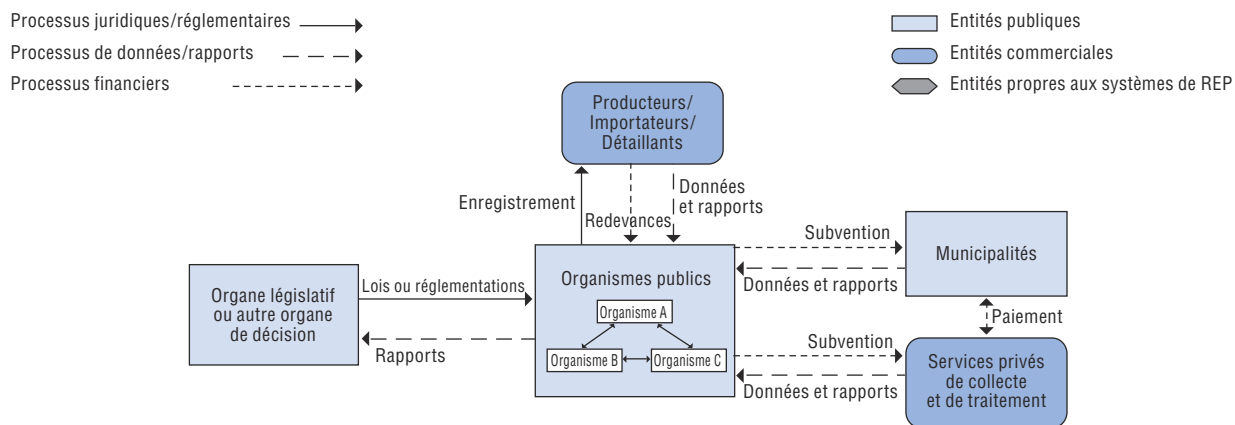 Processus juridiques/réglementaires
Processus de données/rapports
Processus financiers
Entités publiques
Entités commerciales
Entités propres aux systèmes de REP
Producteurs/
Importateurs/
Détaillants
Enregistrement
Redevances
Données
et rapports
Organe législatif
ou autre organe
de décision
Lois ou réglementations
Rapports
Organismes publics
Organisme A
Organisme B
Organisme C
Subvention
Données et rapports
Municipalités
Paiement
Subvention
Données et rapports
Services privés
de collecte
et de traitement